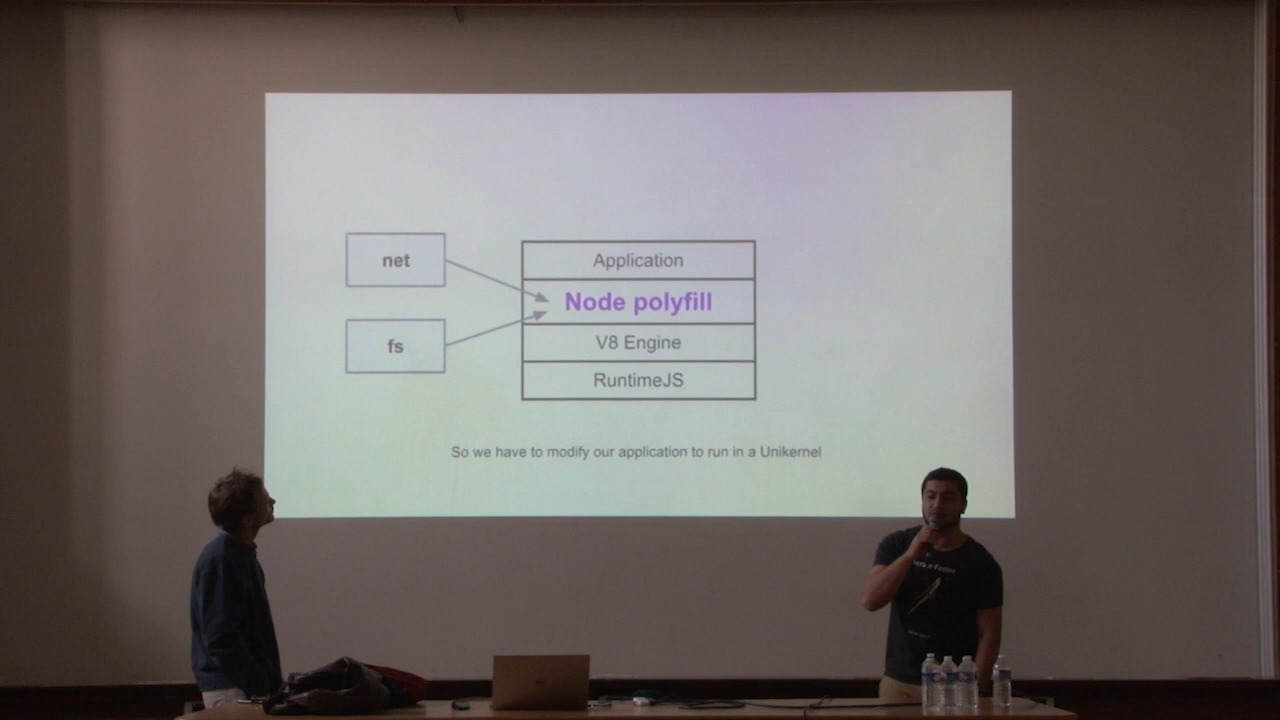 net
fs
Application
Node polyfill
V8 Engine
RuntimeJS
So we have to modify our application to run in a Unikernel